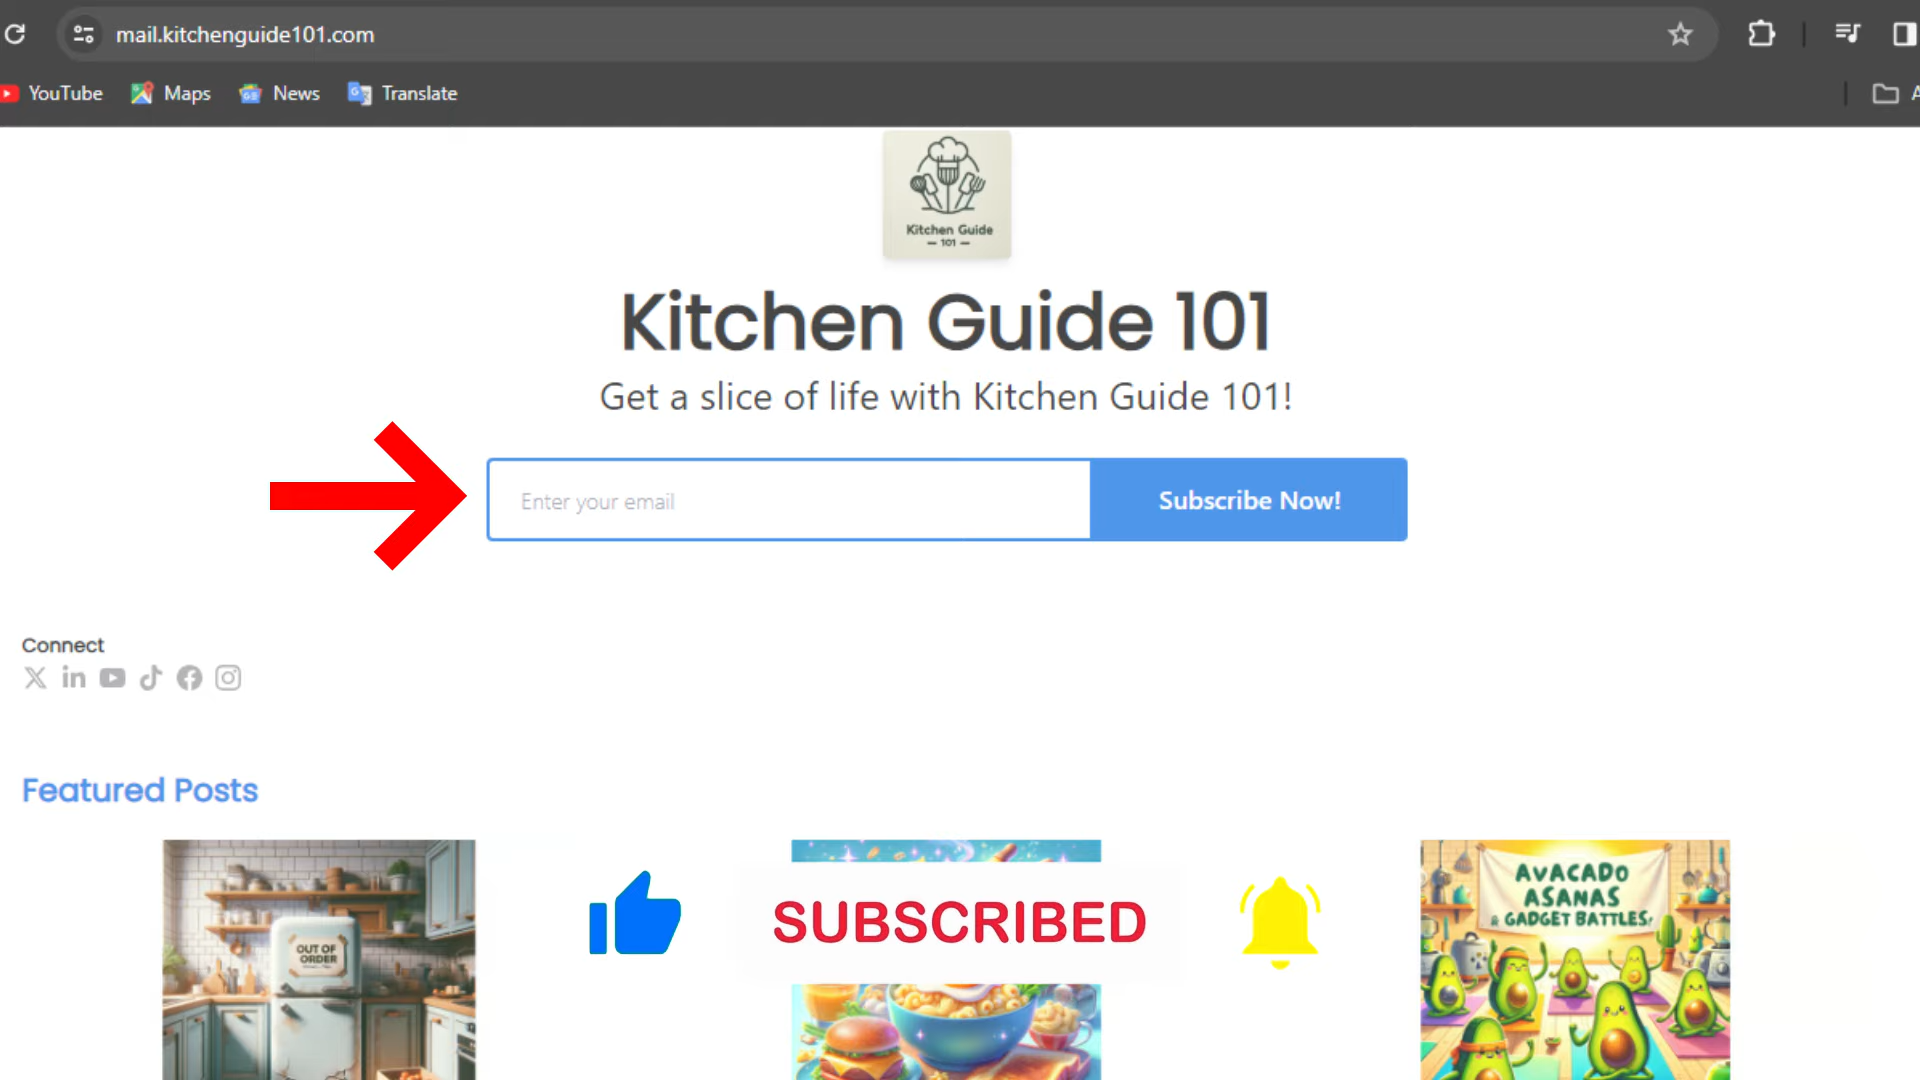 mail.kitchenguide101.com
YouTube Maps News Translate
Kitchen Guide
— 101 —
Kitchen Guide 101
Get a slice of life with Kitchen Guide 101!
Enter your email
Subscribe Now!
Connect
Featured Posts
OUT OF
ORDER
SUBSCRIBED
AVACADO
ASANAS
& GADGET BATTLES